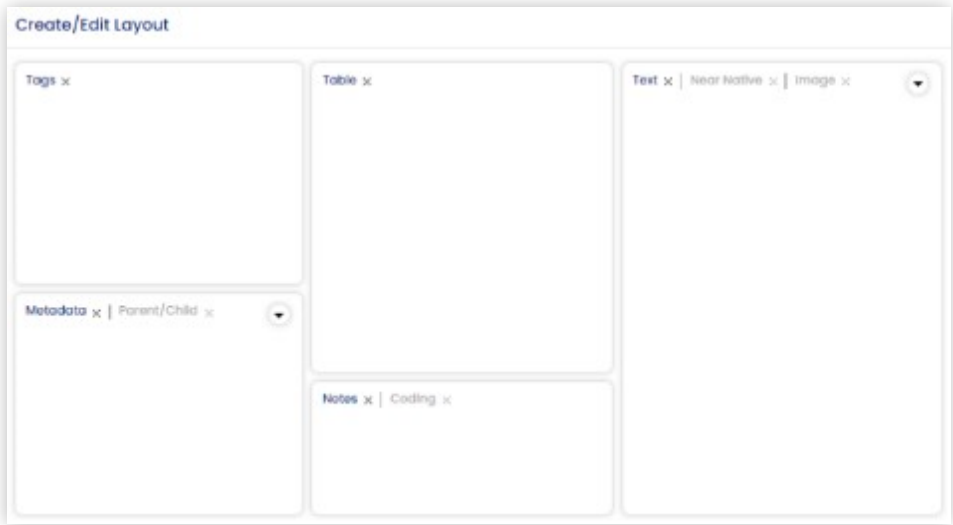 Create/Edit Layout
Tags ×
Table ×
Text × | Near Native × | Image ×
Metadata × | Parent/Child ×
Notes × | Coding ×